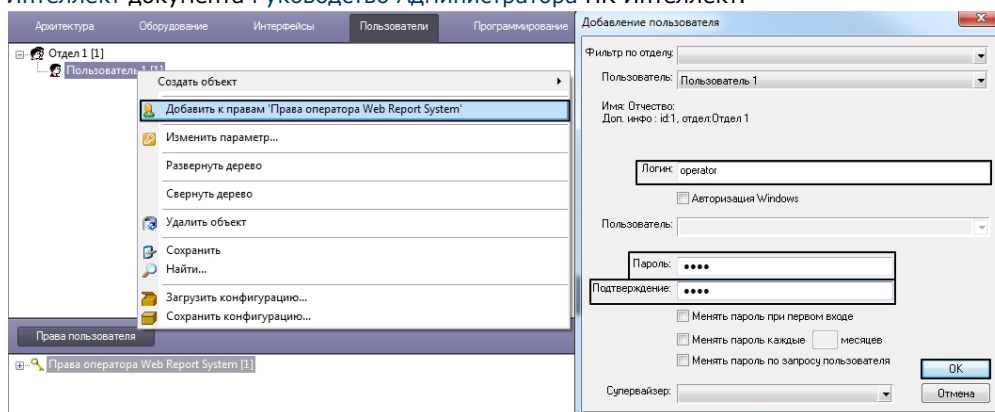 Интеллект документа Руководство Администратора ПК Интеллект.
Архитектура Оборудование Интерфейсы Пользователи Программирование
Отдел 1 [1]
Пользователь 1 [1]
Создать объект
Добавить к правам 'Права оператора Web Report System'
Изменить параметр...
Развернуть дерево
Свернуть дерево
Удалить объект
Сохранить
Найти...
Загрузить конфигурацию...
Сохранить конфигурацию...
Права пользователя
Права оператора Web Report System [1]
Добавление пользователя
Фильтр по отделу:
Пользователь: Пользователь 1
Имя: Отчество:
Доп. инфо : id:1, отдел:Отдел 1
Логин: operator
Авторизация Windows
Пользователь:
Пароль: ••••
Подтверждение: ••••
Менять пароль при первом входе
Менять пароль каждые месяцев
Менять пароль по запросу пользователя
OK
Супервайзер:
Отмена